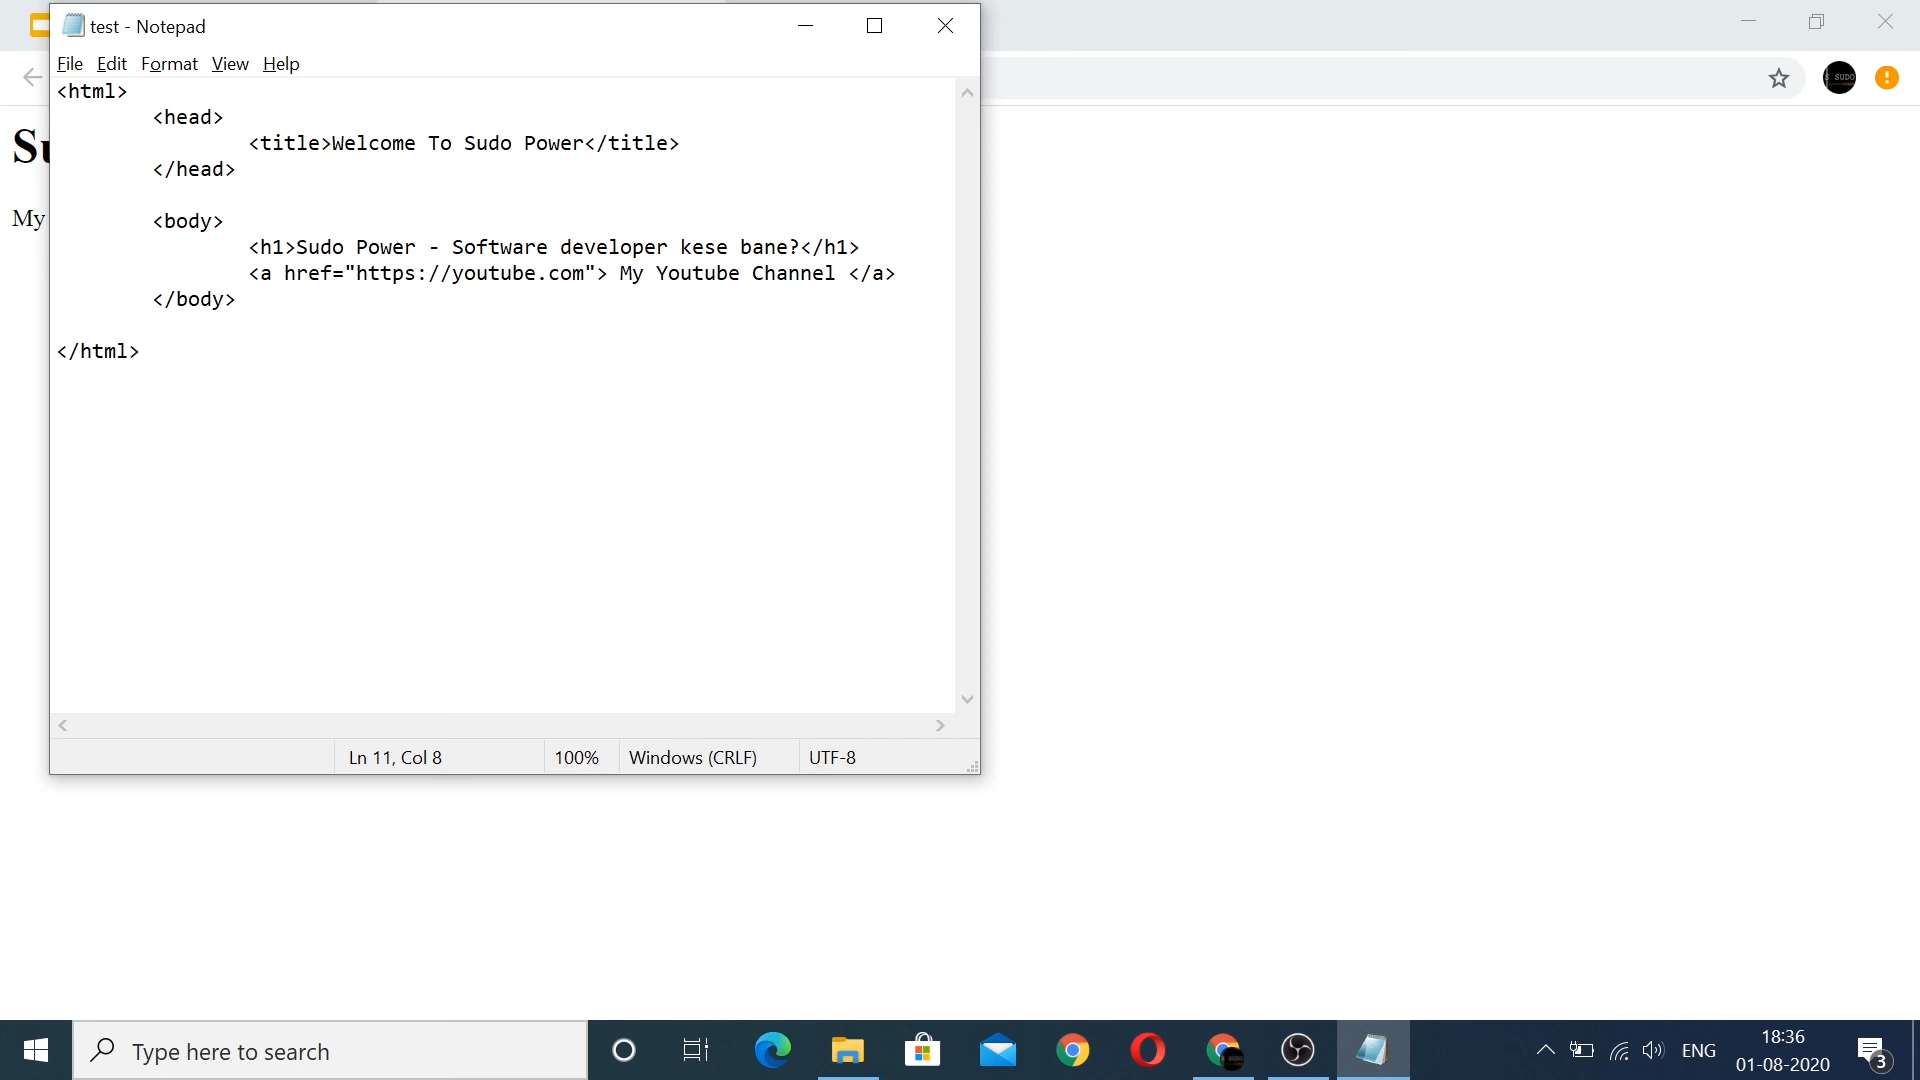 test - Notepad
File Edit Format View Help
<html>
<head>
<title>Welcome To Sudo Power</title>
</head>
<body>
<h1>Sudo Power - Software developer kese bane?</h1>
<a href="https://youtube.com"> My Youtube Channel </a>
</body>
</html>
My
SUDO
Ln 11, Col 8 100% Windows (CRLF) UTF-8
Type here to search
ENG
18:36
01-08-2020
3